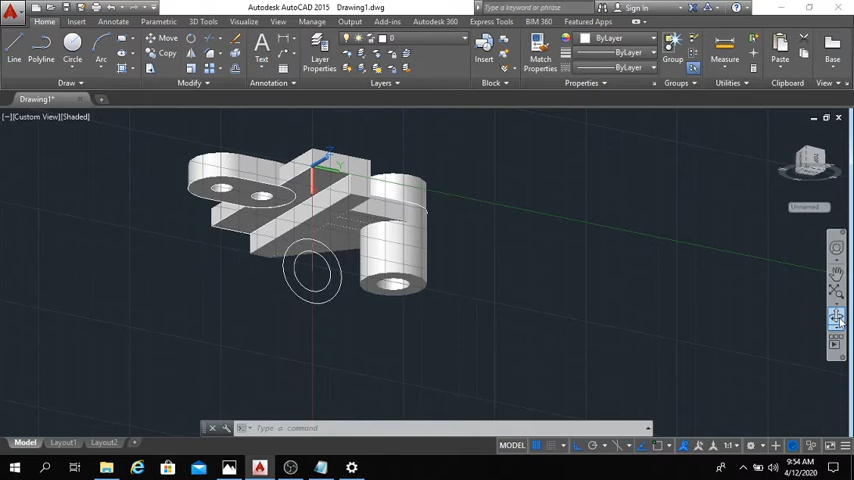 Autodesk AutoCAD 2015 Drawing1.dwg
Type a keyword or phrase
Sign In
Home Insert Annotate Parametric 3D Tools Visualize View Manage Output Add-ins Autodesk 360 Express Tools BIM 360 Featured Apps
Line Polyline Circle Arc
Move
Copy
Text
Layer Properties
0
Insert
Match Properties
ByLayer
ByLayer
ByLayer
Group
Measure
Paste
Base
Draw Modify Annotation Layers Block Properties Groups Utilities Clipboard View
Drawing1*
[−][Custom View][Shaded]
Y
TOP
Unnamed
Type a command
Model Layout1 Layout2
MODEL
1:1
9:54 AM
4/12/2020